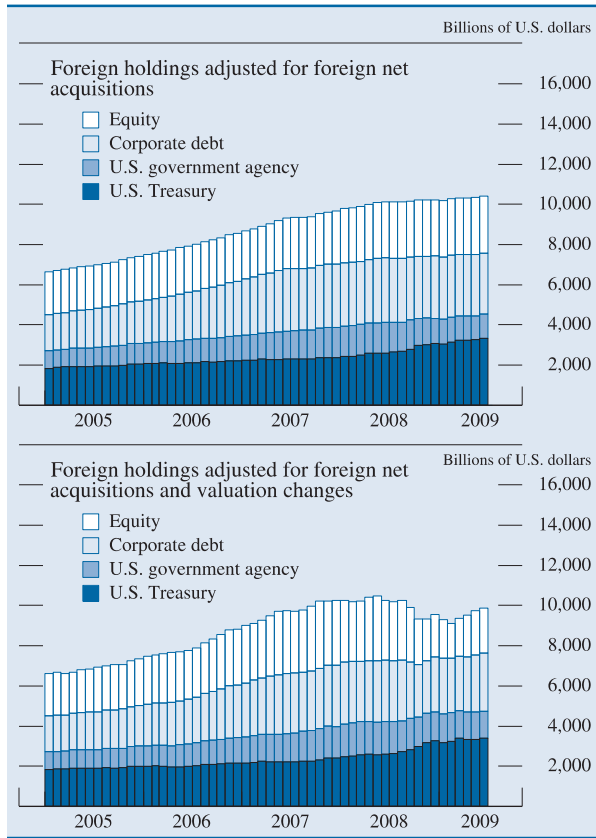 Billions of U.S. dollars
Foreign holdings adjusted for foreign net
acquisitions
Equity
Corporate debt
U.S. government agency
U.S. Treasury
16,000
14,000
12,000
10,000
8,000
6,000
4,000
2,000
2005 2006 2007 2008 2009
Billions of U.S. dollars
Foreign holdings adjusted for foreign net
acquisitions and valuation changes
Equity
Corporate debt
U.S. government agency
U.S. Treasury
16,000
14,000
12,000
10,000
8,000
6,000
4,000
2,000
2005 2006 2007 2008 2009